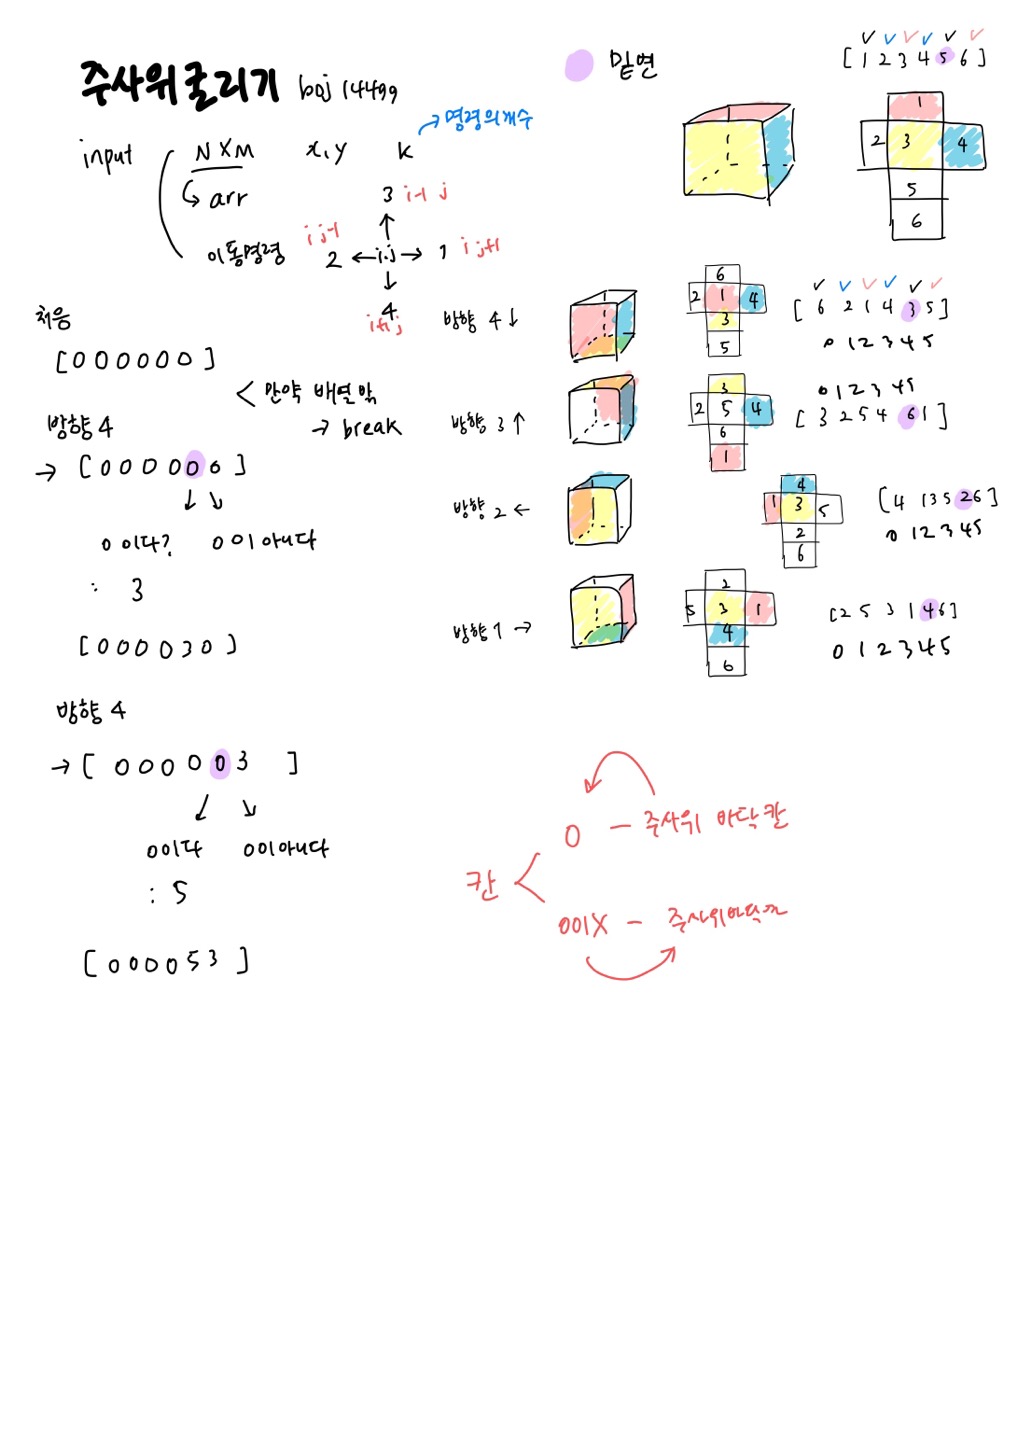 주사위굴리기 boj 14499
밑면
[ 1 2 3 4 5 6 ]
input
N X M x, y k
→ 명령의개수
arr
이동명령
3 i-1 j
i j-1
2 ← i,j → 1 i j+1
4
i+1 j
1
2 3 4
5
6
처음
[ 0 0 0 0 0 0 ]
< 만약 배열밖
→ break
방향 4 ↓
6
2 1 4
3
5
[ 6 2 1 4 3 5 ]
0 1 2 3 4 5
방향 4
→ [ 0 0 0 0 0 0 ]
0 이다? 0 이 아니다
: 3
[ 0 0 0 0 3 0 ]
방향 3 ↑
3
2 5 4
6
1
0 1 2 3 4 5
[ 3 2 5 4 6 1 ]
방향 2 ←
4
1 3 5
2
6
[ 4 1 3 5 2 6 ]
0 1 2 3 4 5
방향 1 →
2
5 3 1
4
6
[ 2 5 3 1 4 6 ]
0 1 2 3 4 5
방향 4
→ [ 0 0 0 0 0 3 ]
0 이다 0 이 아니다
: 5
[ 0 0 0 0 5 3 ]
칸 <
0 - 주사위 바닥 칸
0이X - 주사위바닥